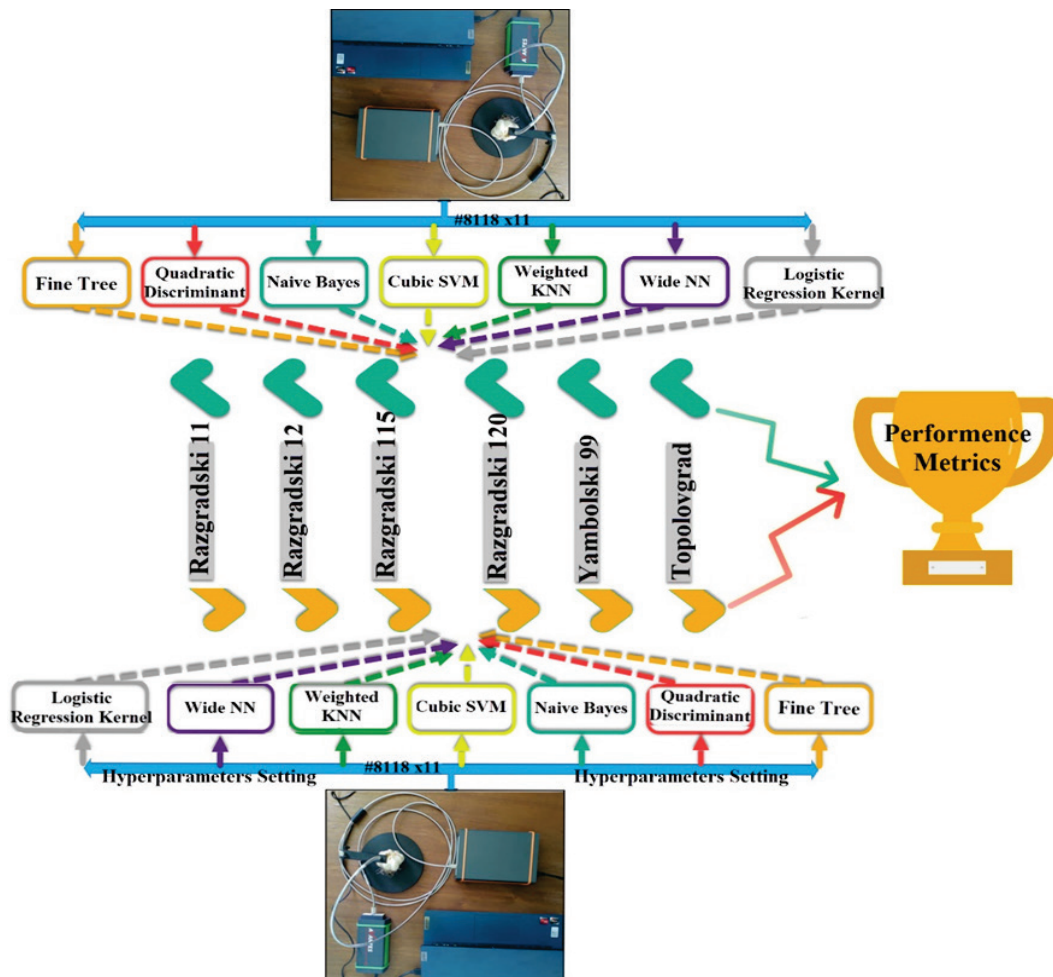 #8118 x11
Fine Tree
Quadratic
Discriminant
Naive Bayes
Cubic SVM
Weighted
KNN
Wide NN
Logistic
Regression Kernel
Razgradski 11
Razgradski 12
Razgradski 115
Razgradski 120
Yambolski 99
Topolovgrad
Performence
Metrics
Logistic
Regression Kernel
Wide NN
Weighted
KNN
Cubic SVM
Naive Bayes
Quadratic
Discriminant
Fine Tree
Hyperparameters Setting
#8118 x11
Hyperparameters Setting